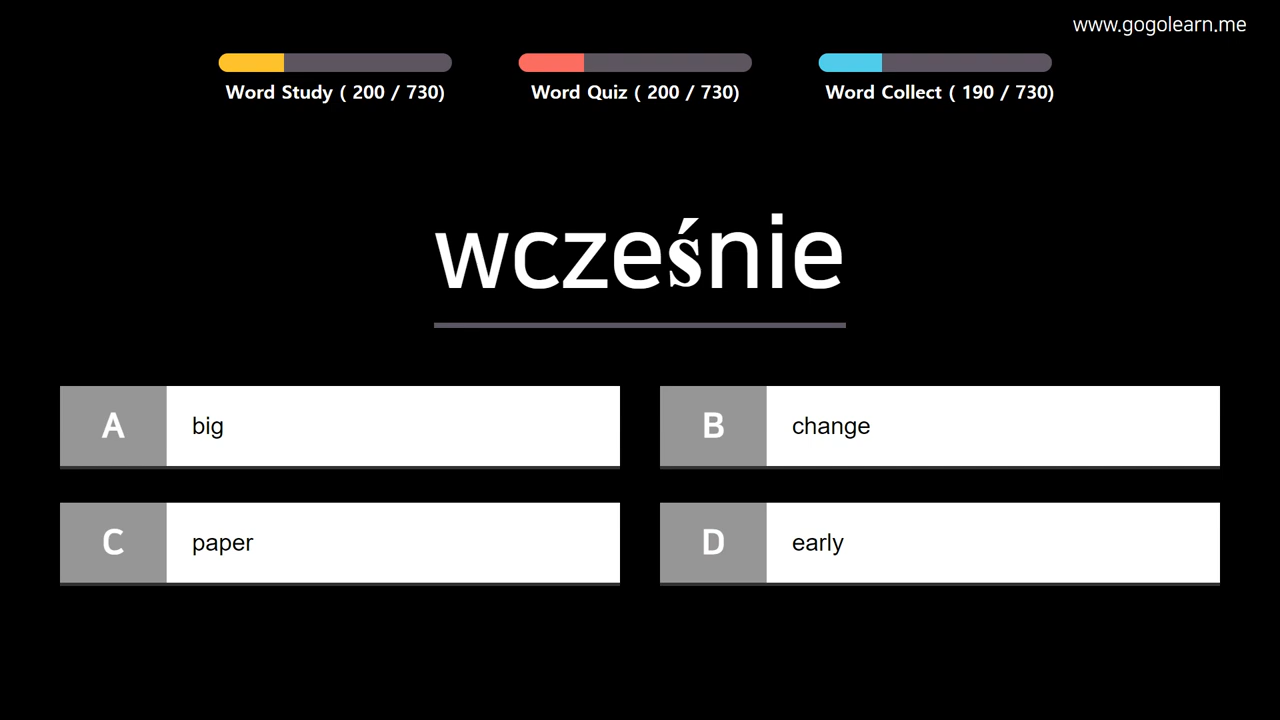 www.gogolearn.me
Word Study ( 200 / 730)
Word Quiz ( 200 / 730)
Word Collect ( 190 / 730)
wcześnie
A big
B change
C paper
D early